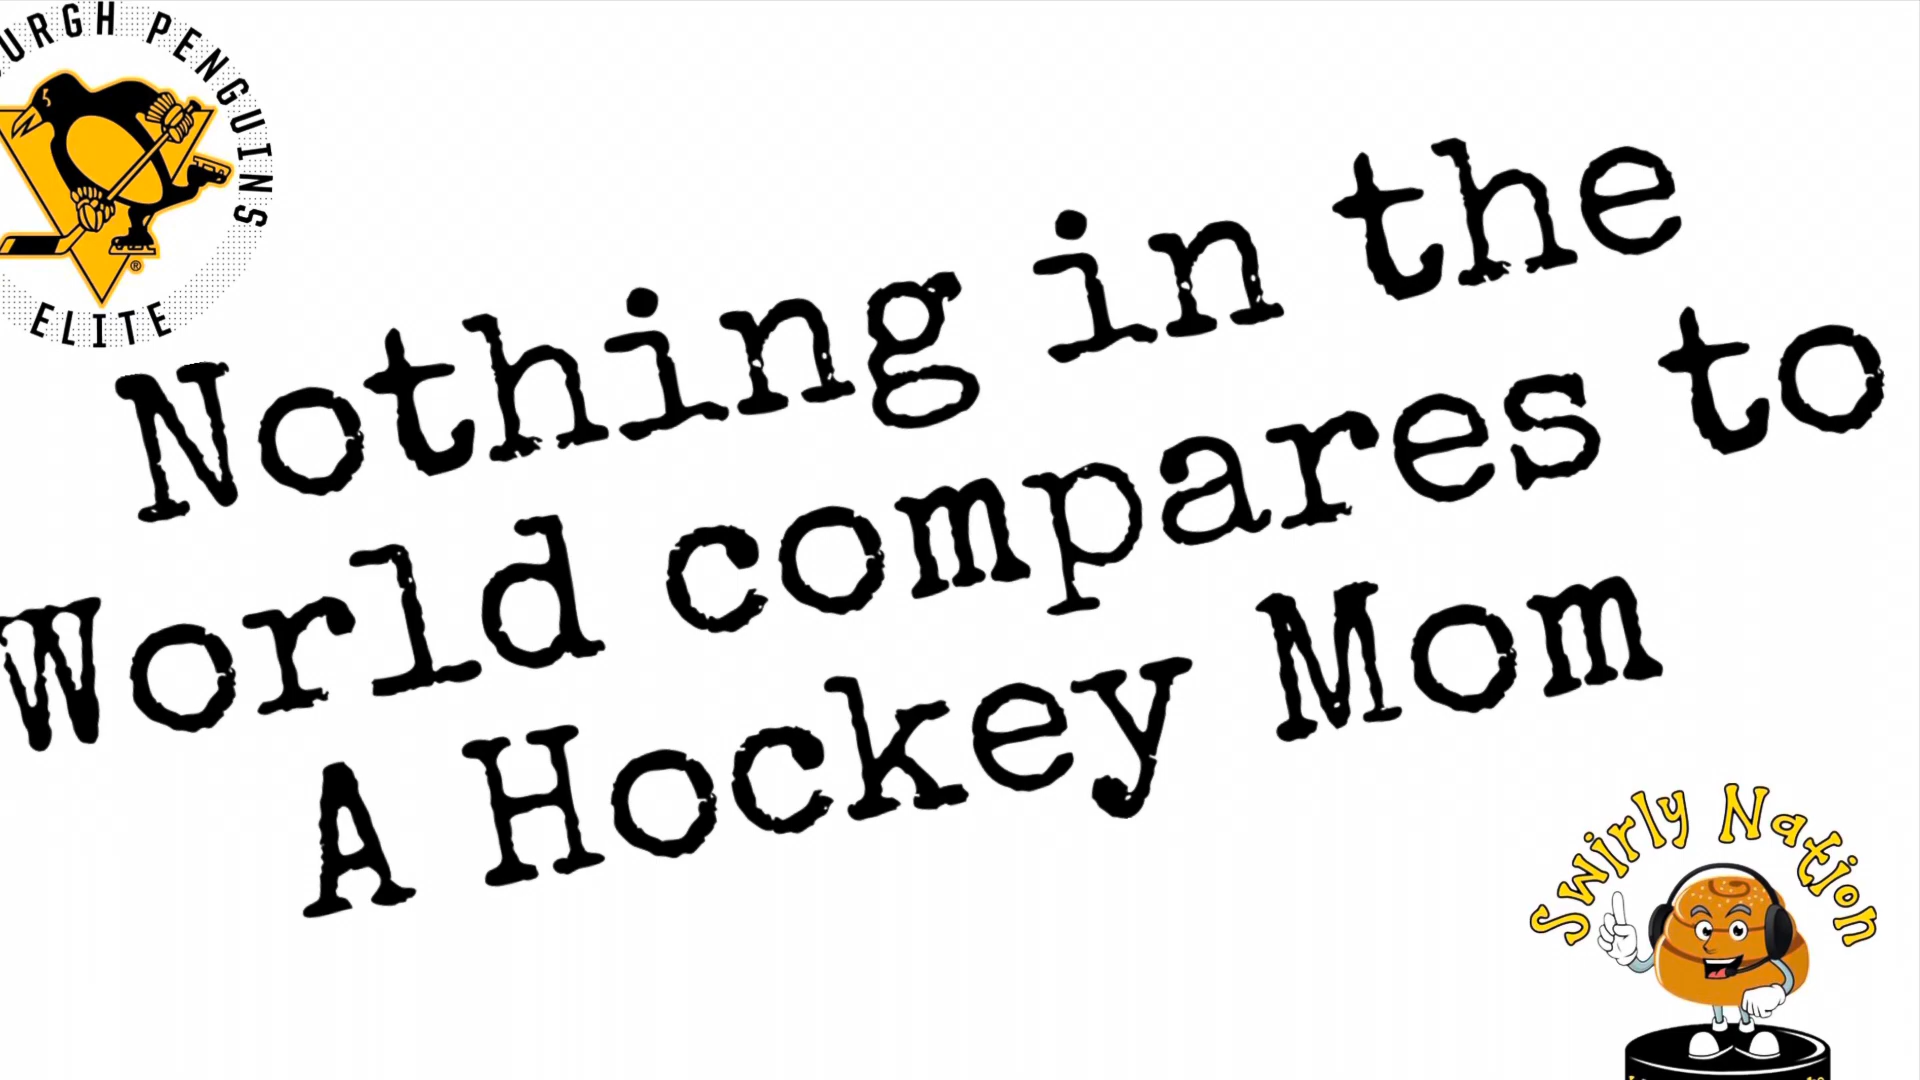 URGH PENGUINS
ELITE
Nothing in the
World compares to
A Hockey Mom
Swirly Nation